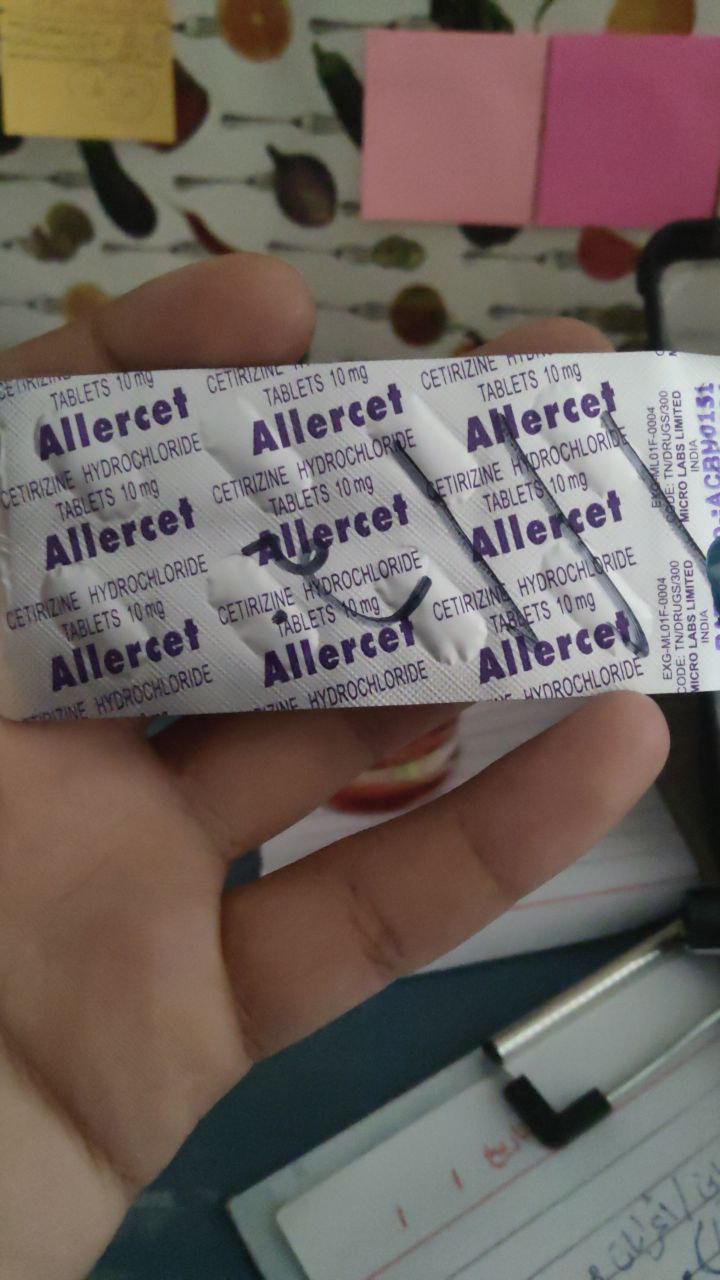 CETIRIZINE HYDROCHLORIDE
TABLETS 10 mg
Allercet
CETIRIZINE HYDROCHLORIDE
TABLETS 10 mg
Allercet
CETIRIZINE HYDROCHLORIDE
TABLETS 10 mg
Allercet
CETIRIZINE
TABLETS 10 mg
Allercet
CETIRIZINE HYDROCHLORIDE
TABLETS 10 mg
Allercet
CETIRIZINE HYDROCHLORIDE
TABLETS 10 mg
Allercet
HYDROCHLORIDE
CETIRIZINE
TABLETS 10 mg
Allercet
CETIRIZINE
TABLETS 10 mg
Allercet
CETIRIZINE HYDROCHLORIDE
TABLETS 10 mg
Allercet
HYDROCHLORIDE
EXG-ML01F-0004
CODE: TN/DRUGS/300
MICRO LABS LIMITED
INDIA
EXG-ML01F-0004
CODE: TN/DRUGS/300
MICRO LABS LIMITED
INDIA
ACBH0151